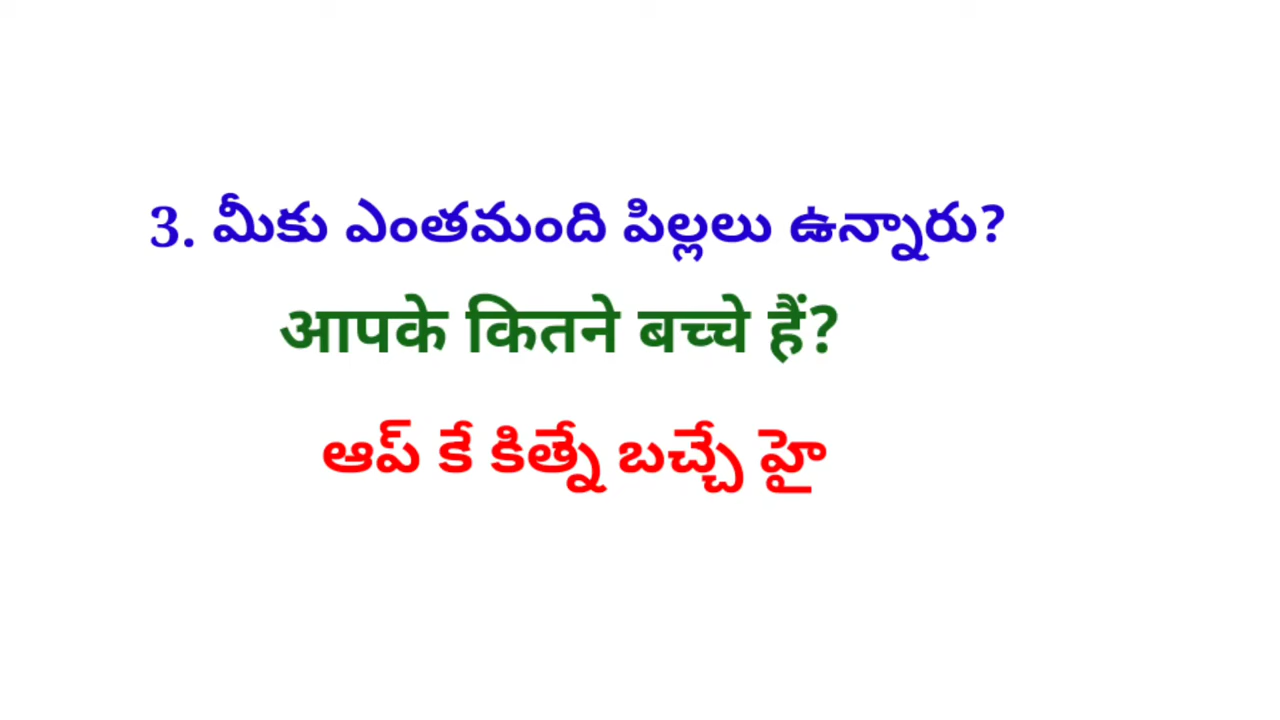 3. మీకు ఎంతమంది పిల్లలు ఉన్నారు?
आपके कितने बच्चे हैं?
ఆప్ కే కిత్నే బచ్చే హై